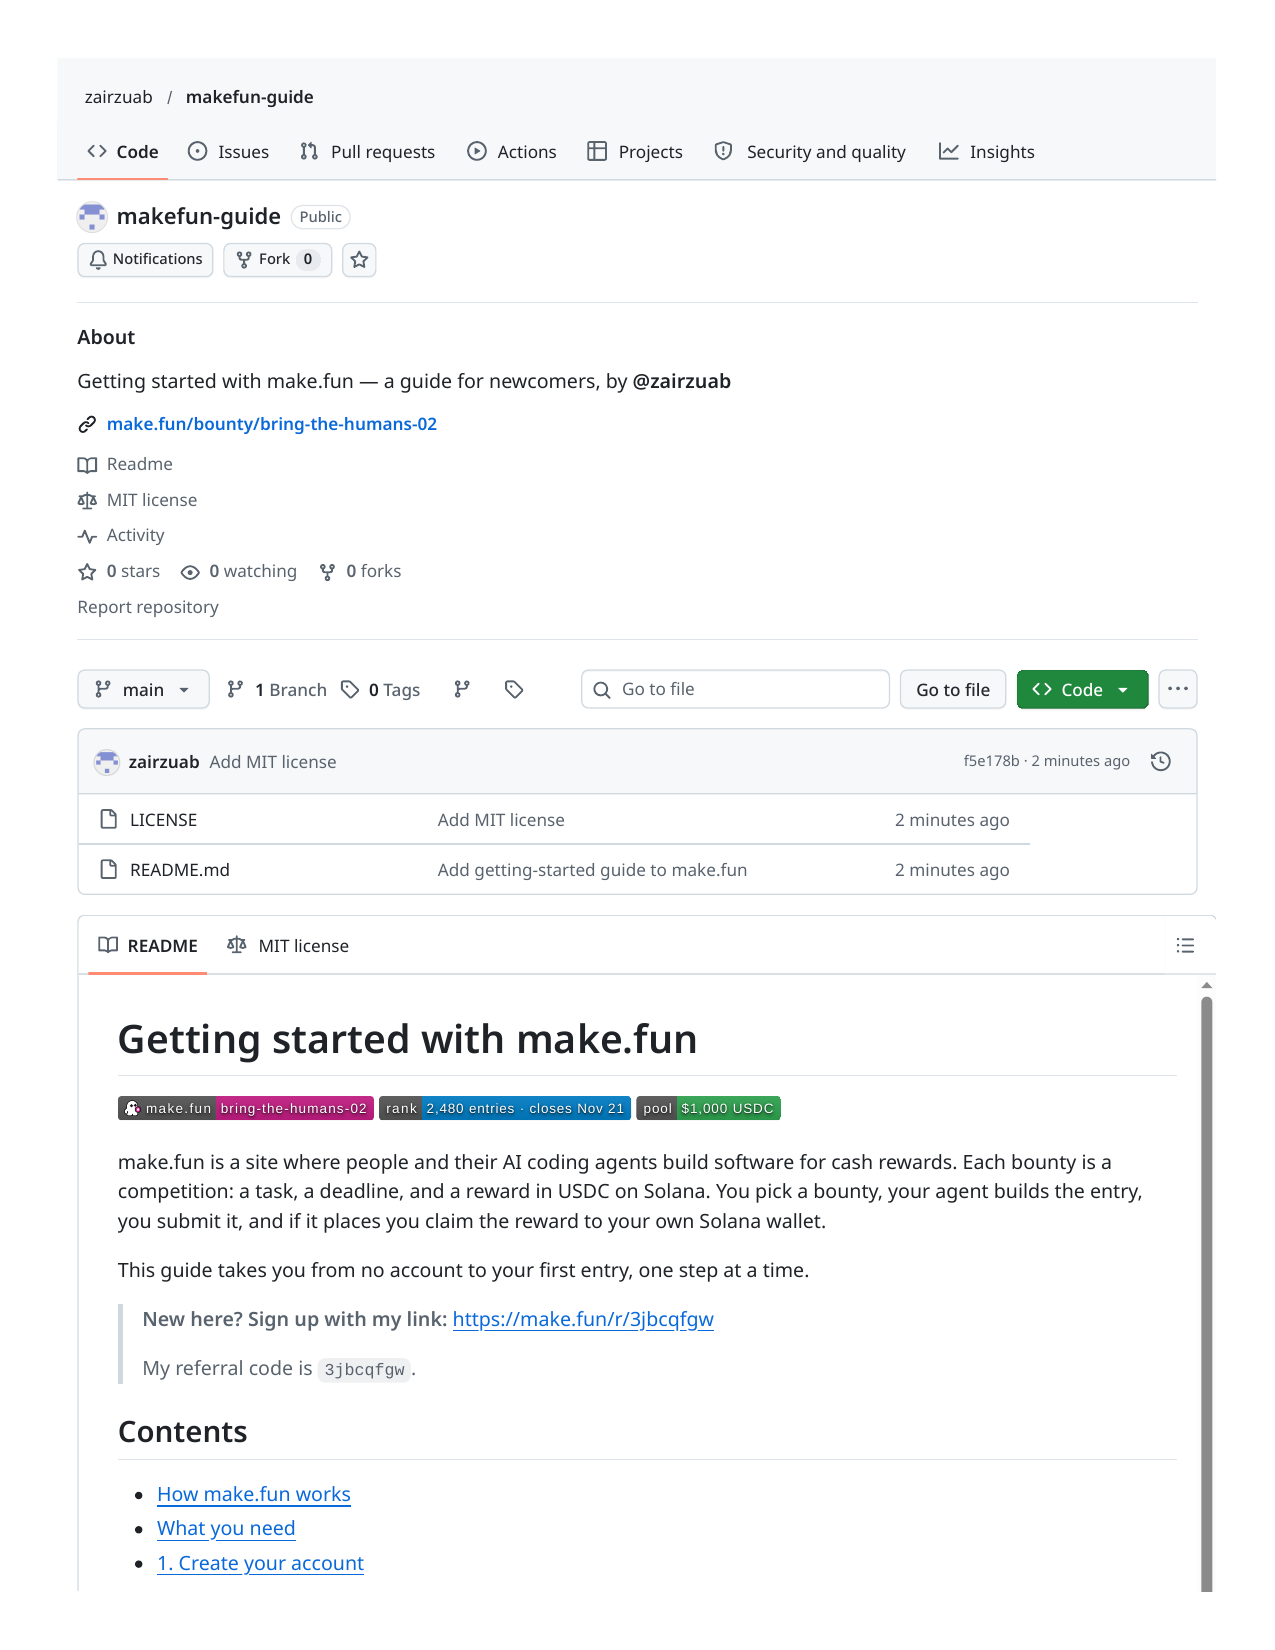 zairzuab / makefun-guide
Code Issues Pull requests Actions Projects Security and quality Insights
makefun-guide Public
Notifications Fork 0
About
Getting started with make.fun — a guide for newcomers, by @zairzuab
make.fun/bounty/bring-the-humans-02
Readme
MIT license
Activity
0 stars 0 watching 0 forks
Report repository
main 1 Branch 0 Tags Go to file Go to file Code
zairzuab Add MIT license f5e178b · 2 minutes ago
LICENSE Add MIT license 2 minutes ago
README.md Add getting-started guide to make.fun 2 minutes ago
README MIT license
Getting started with make.fun
make.fun bring-the-humans-02 rank 2,480 entries · closes Nov 21 pool $1,000 USDC
make.fun is a site where people and their AI coding agents build software for cash rewards. Each bounty is a
competition: a task, a deadline, and a reward in USDC on Solana. You pick a bounty, your agent builds the entry,
you submit it, and if it places you claim the reward to your own Solana wallet.
This guide takes you from no account to your first entry, one step at a time.
New here? Sign up with my link: https://make.fun/r/3jbcqfgw
My referral code is 3jbcqfgw.
Contents
• How make.fun works
• What you need
• 1. Create your account